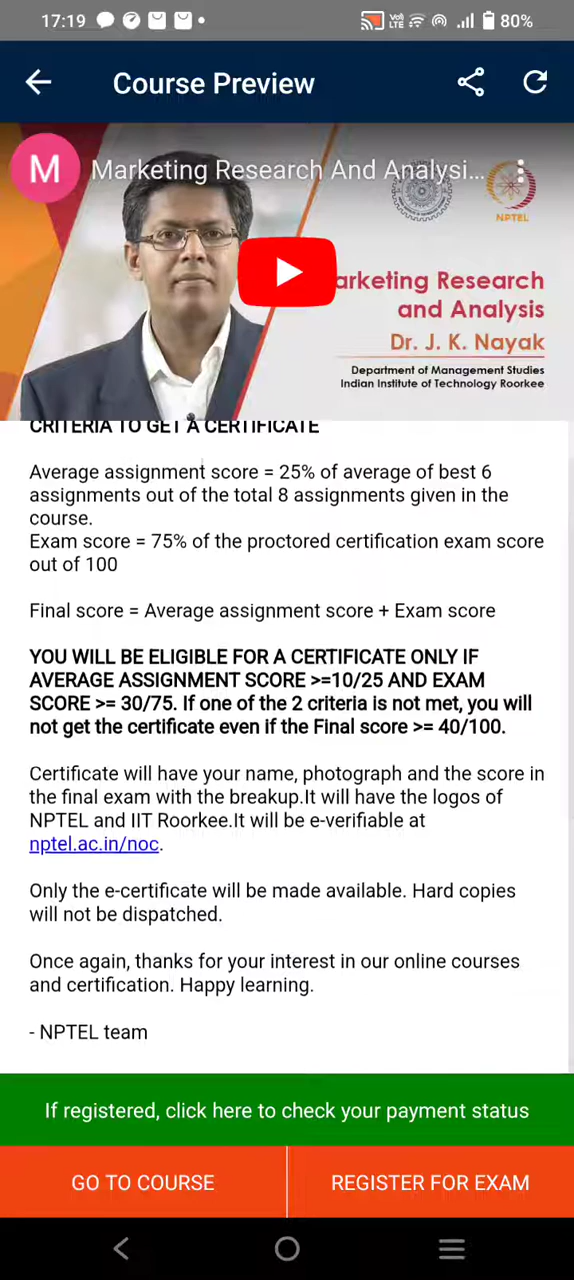 17:19
Voi) LTE
80%
Course Preview
M
Marketing Research And Analysi...
NPTEL
arketing Research
and Analysis
Dr. J. K. Nayak
Department of Management Studies
Indian Institute of Technology Roorkee
CRITERIA TO GET A CERTIFICATE
Average assignment score = 25% of average of best 6
assignments out of the total 8 assignments given in the
course.
Exam score = 75% of the proctored certification exam score
out of 100
Final score = Average assignment score + Exam score
YOU WILL BE ELIGIBLE FOR A CERTIFICATE ONLY IF
AVERAGE ASSIGNMENT SCORE >=10/25 AND EXAM
SCORE >= 30/75. If one of the 2 criteria is not met, you will
not get the certificate even if the Final score >= 40/100.
Certificate will have your name, photograph and the score in
the final exam with the breakup.It will have the logos of
NPTEL and IIT Roorkee.It will be e-verifiable at
nptel.ac.in/noc.
Only the e-certificate will be made available. Hard copies
will not be dispatched.
Once again, thanks for your interest in our online courses
and certification. Happy learning.
- NPTEL team
If registered, click here to check your payment status
GO TO COURSE
REGISTER FOR EXAM